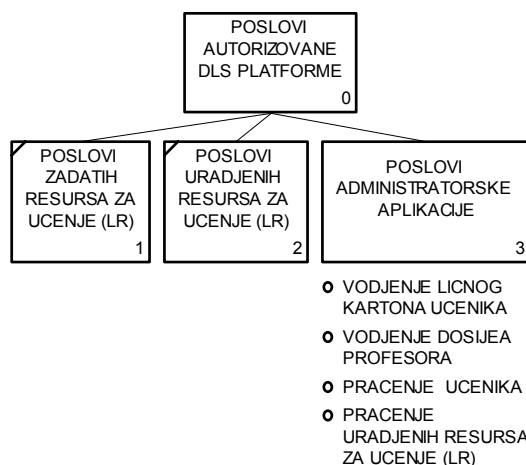 POSLOVI
AUTORIZOVANE
DLS PLATFORME
0
POSLOVI
ZADATIH
RESURSA ZA
UCENJE (LR)
1
POSLOVI
URADJENIH
RESURSA ZA
UCENJE (LR)
2
POSLOVI
ADMINISTRATORSKE
APLIKACIJE
3
VODJENJE LICNOG
KARTONA UCENIKA
VODJENJE DOSIJEA
PROFESORA
PRACENJE UCENIKA
PRACENJE
URADJENIH RESURSA
ZA UCENJE (LR)